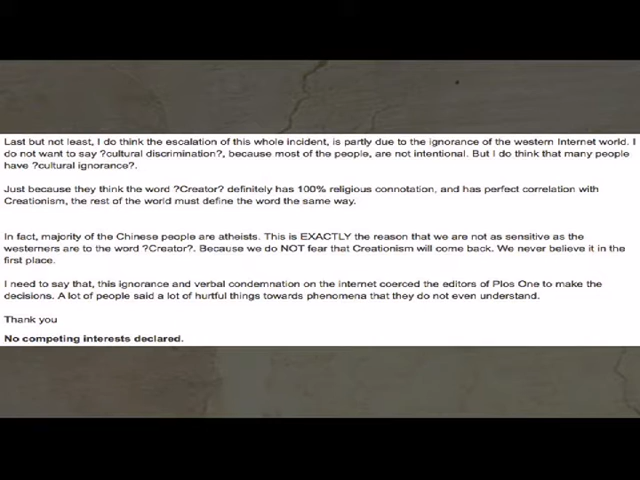 Last but not least, I do think the escalation of this whole incident, is partly due to the ignorance of the western Internet world. I
do not want to say ?cultural discrimination?, because most of the people, are not intentional. But I do think that many people
have ?cultural ignorance?.
Just because they think the word ?Creator? definitely has 100% religious connotation, and has perfect correlation with
Creationism, the rest of the world must define the word the same way.
In fact, majority of the Chinese people are atheists. This is EXACTLY the reason that we are not as sensitive as the
westerners are to the word ?Creator?. Because we do NOT fear that Creationism will come back. We never believe it in the
first place.
I need to say that, this ignorance and verbal condemnation on the internet coerced the editors of Plos One to make the
decisions. A lot of people said a lot of hurtful things towards phenomena that they do not even understand.
Thank you
No competing interests declared.